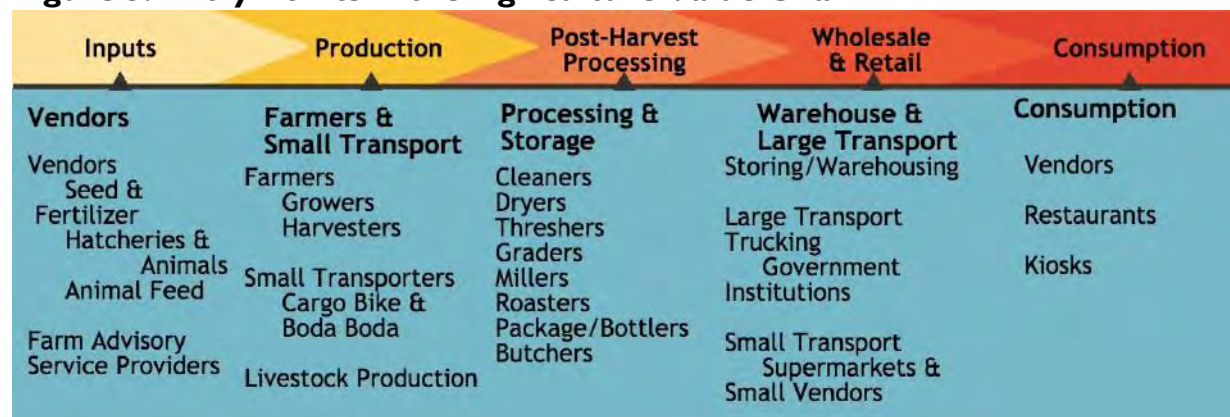 Figure
Inputs
Production
Post-Harvest
Processing
Wholesale
& Retail
Consumption
Vendors
Vendors
Seed &
Fertilizer
Hatcheries &
Animals
Animal Feed
Farm Advisory
Service Providers
Farmers &
Small Transport
Farmers
Growers
Harvesters
Small Transporters
Cargo Bike &
Boda Boda
Livestock Production
Processing &
Storage
Cleaners
Dryers
Threshers
Graders
Millers
Roasters
Package/Bottlers
Butchers
Warehouse &
Large Transport
Storing/Warehousing
Large Transport
Trucking
Government
Institutions
Small Transport
Supermarkets &
Small Vendors
Consumption
Vendors
Restaurants
Kiosks